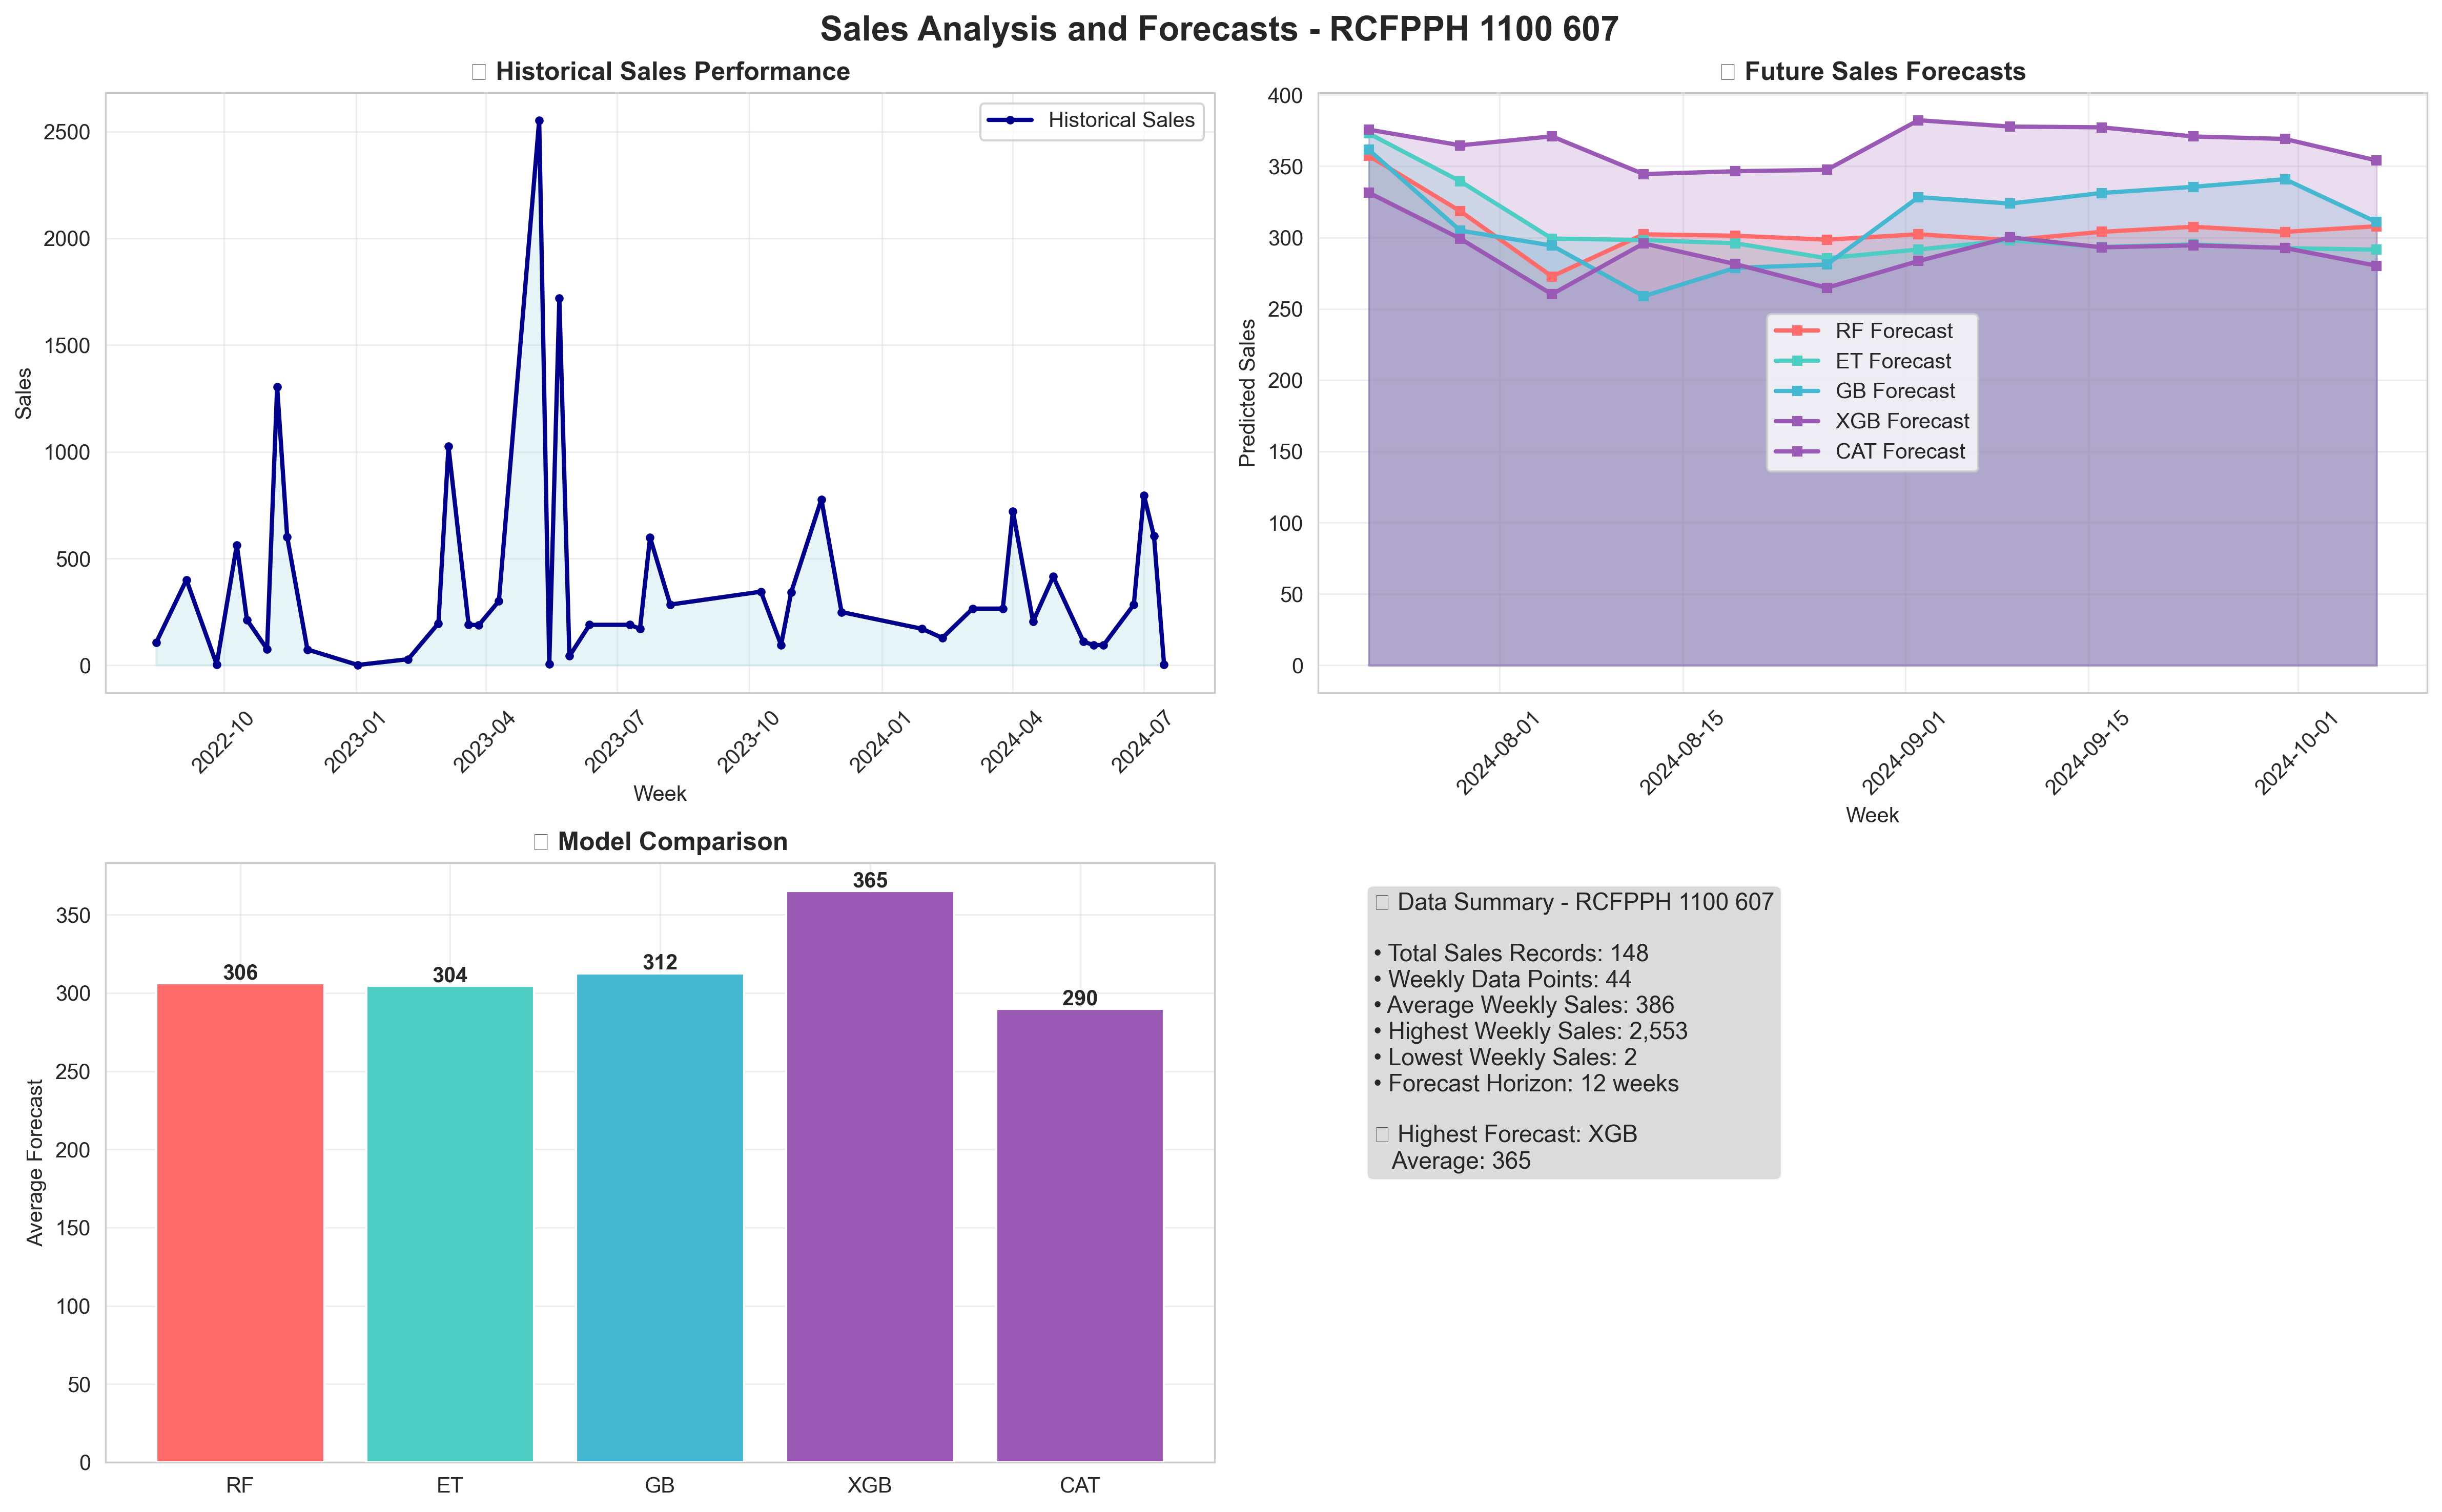 Sales Analysis and Forecasts - RCFPPH 1100 607
Historical Sales Performance
Historical Sales
Sales
2500
2000
1500
1000
500
0
2022-10
2023-01
2023-04
2023-07
2023-10
2024-01
2024-04
2024-07
Week
Future Sales Forecasts
Predicted Sales
400
350
300
250
200
150
100
50
0
RF Forecast
ET Forecast
GB Forecast
XGB Forecast
CAT Forecast
2024-08-01
2024-08-15
2024-09-01
2024-09-15
2024-10-01
Week
Model Comparison
Average Forecast
350
300
250
200
150
100
50
0
306
304
312
365
290
RF
ET
GB
XGB
CAT
Data Summary - RCFPPH 1100 607
• Total Sales Records: 148
• Weekly Data Points: 44
• Average Weekly Sales: 386
• Highest Weekly Sales: 2,553
• Lowest Weekly Sales: 2
• Forecast Horizon: 12 weeks
Highest Forecast: XGB
Average: 365